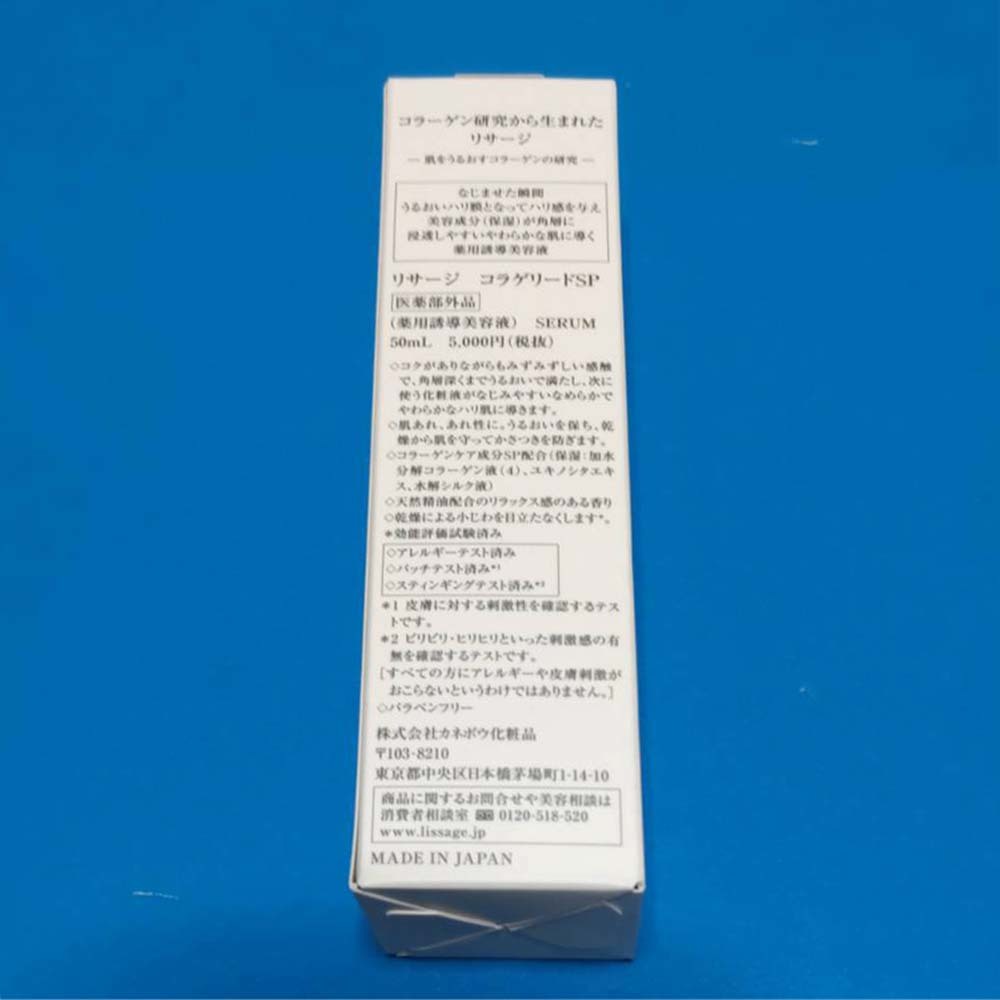 コラーゲン研究から生まれた
リサージ
― 肌をうるおすコラーゲンの研究 ―
なじませた瞬間
うるおいハリ膜となってハリ感を与え
美容成分(保湿)が角層に
浸透しやすいやわらかな肌に導く
薬用誘導美容液
リサージ コラゲリードSP
医薬部外品
(薬用誘導美容液) SERUM
50mL 5,000円(税抜)
◇コクがありながらもみずみずしい感触
で、角層深くまでうるおいで満たし、次に
使う化粧液がなじみやすいなめらかで
やわらかなハリ肌に導きます。
◇肌あれ、あれ性に。うるおいを保ち、乾
燥から肌を守ってかさつきを防ぎます。
◇コラーゲンケア成分SP配合(保湿:加水
分解コラーゲン液(4)、ユキノシタエキ
ス、水解シルク液)
◇天然精油配合のリラックス感のある香り
◇乾燥による小じわを目立たなくします*。
*効能評価試験済み
◇アレルギーテスト済み
◇パッチテスト済み*1
◇スティンギングテスト済み*2
*1 皮膚に対する刺激性を確認するテス
トです。
*2 ピリピリ・ヒリヒリといった刺激感の有
無を確認するテストです。
[すべての方にアレルギーや皮膚刺激が
おこらないというわけではありません。]
◇パラベンフリー
株式会社カネボウ化粧品
〒103-8210
東京都中央区日本橋茅場町1-14-10
商品に関するお問合せや美容相談は
消費者相談室 0120-518-520
www.lissage.jp
MADE IN JAPAN